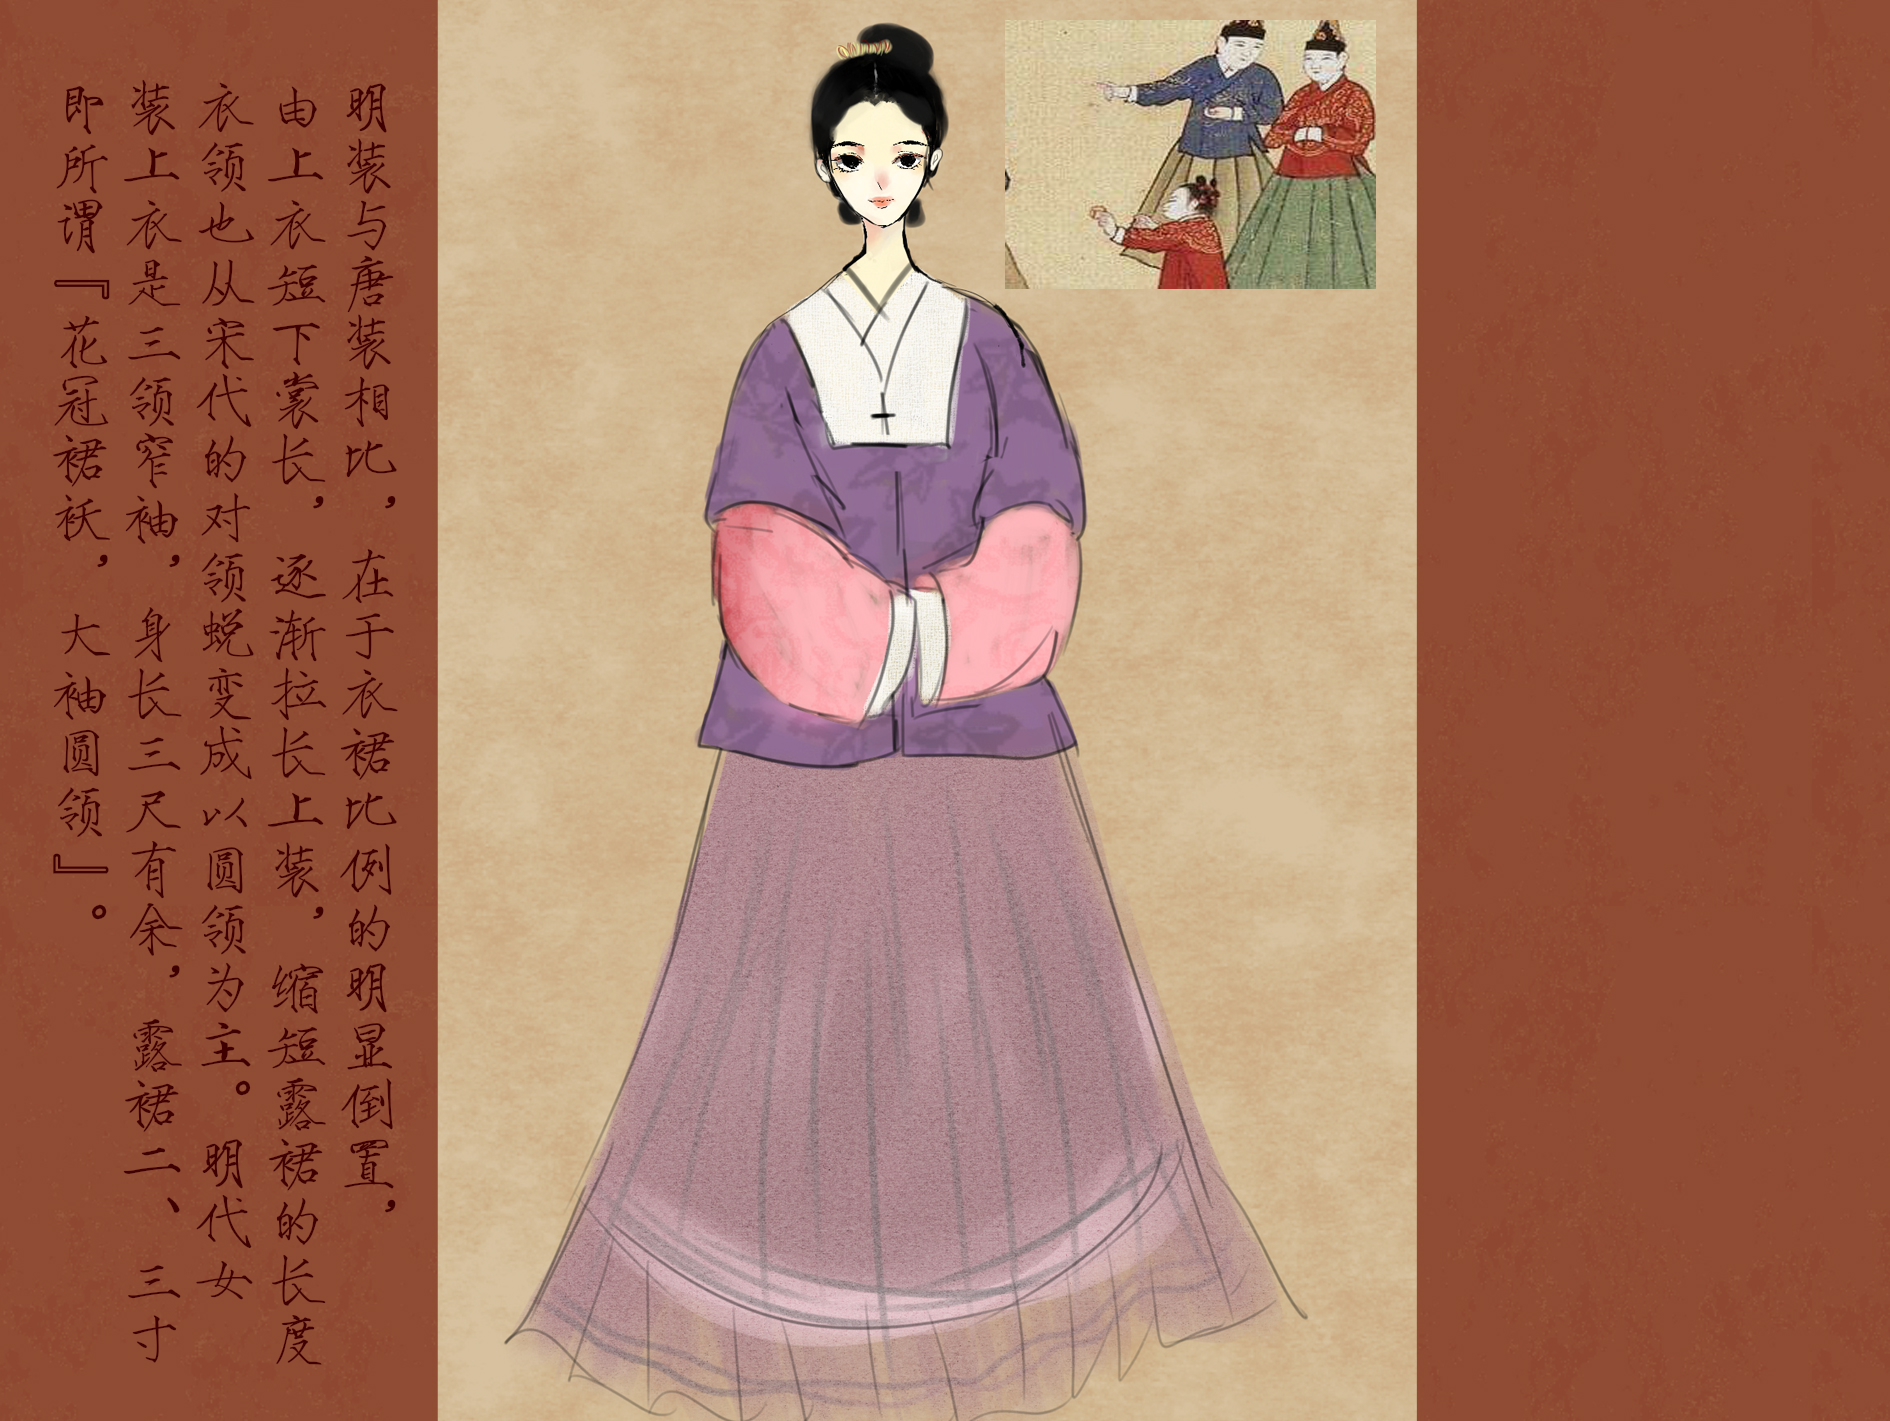 明装与唐装相比，在于衣裙比例的明显倒置，
由上衣短下裳长，逐渐拉长上装，缩短露裙的长度
衣领也从宋代的对领蜕变成以圆领为主。明代女
装上衣是三领窄袖，身长三尺有余，露裙二、三寸
即所谓『花冠裙袄，大袖圆领』。